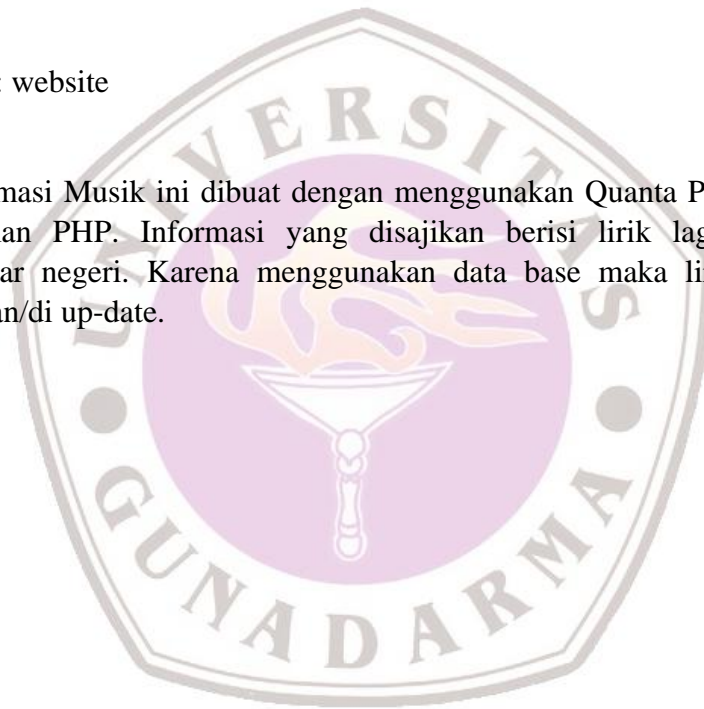 : website
masi Musik ini dibuat dengan menggunakan Quanta P
an PHP. Informasi yang disajikan berisi lirik lag
ar negeri. Karena menggunakan data base maka li
an/di up-date.
UNIVERSITAS
GUNADARMA